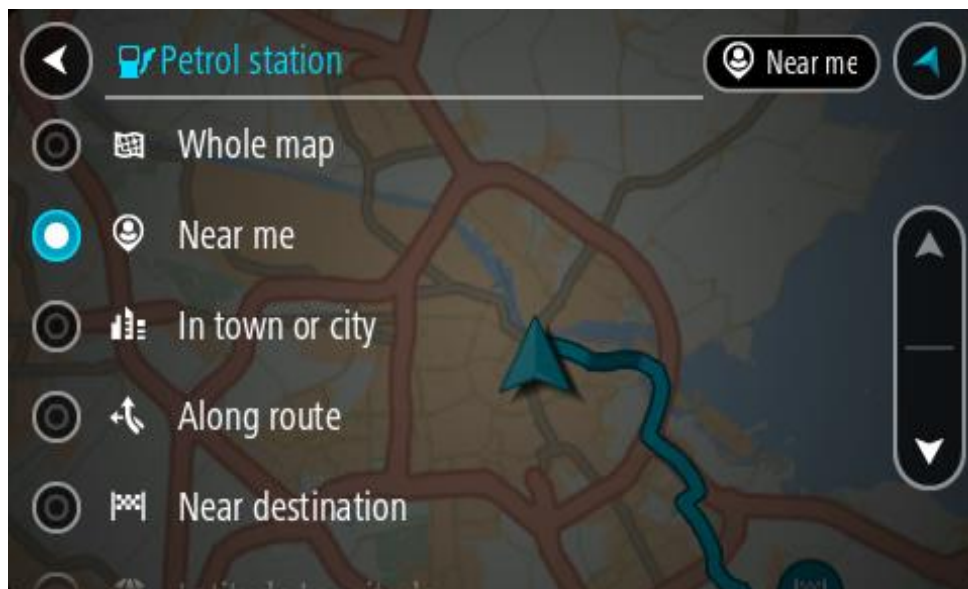 Petrol station
Near me
Whole map
Near me
In town or city
Along route
Near destination